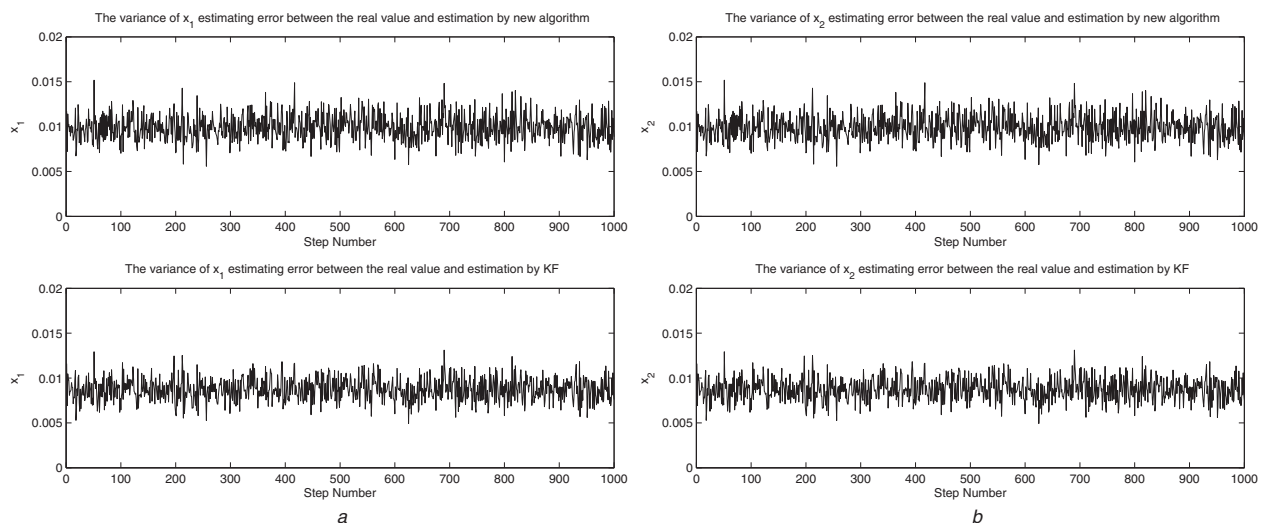 The variance of x1 estimating error between the real value and estimation by new algorithm
0.02
0.015
0.01
0.005
0
x1
0 100 200 300 400 500 600 700 800 900 1000
Step Number
The variance of x1 estimating error between the real value and estimation by KF
0.02
0.015
0.01
0.005
0
x1
0 100 200 300 400 500 600 700 800 900 1000
Step Number
a
The variance of x2 estimating error between the real value and estimation by new algorithm
0.02
0.015
0.01
0.005
0
x2
0 100 200 300 400 500 600 700 800 900 1000
Step Number
The variance of x2 estimating error between the real value and estimation by KF
0.02
0.015
0.01
0.005
0
x2
0 100 200 300 400 500 600 700 800 900 1000
Step Number
b